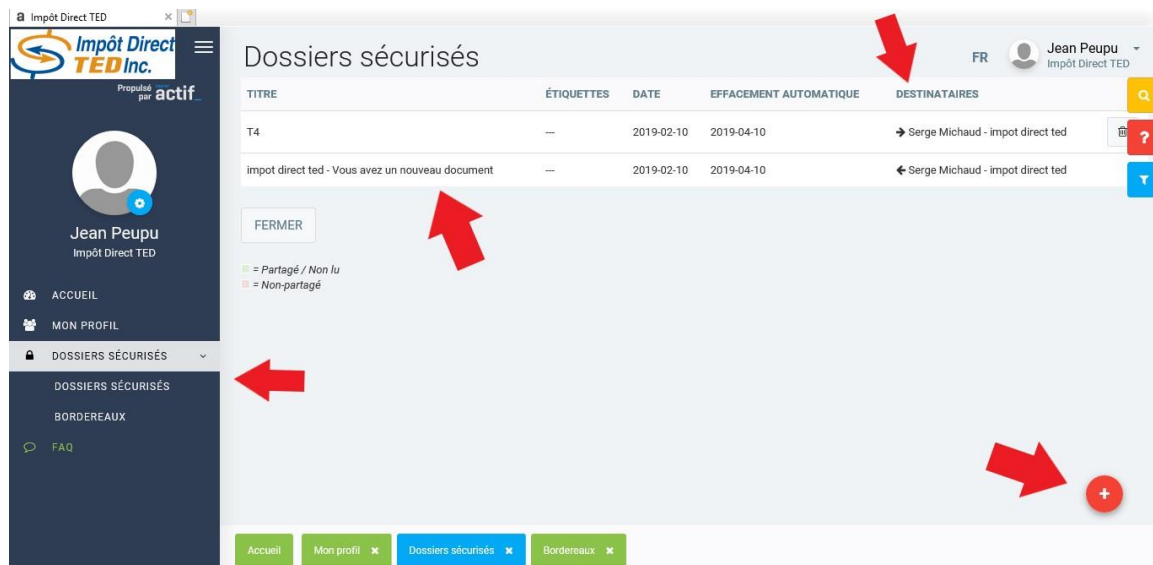 a Impôt Direct TED
Impôt Direct
TED Inc.
Propulsé par actif_
Dossiers sécurisés
FR
Jean Peupu
Impôt Direct TED
TITRE ÉTIQUETTES DATE EFFACEMENT AUTOMATIQUE DESTINATAIRES
T4 --- 2019-02-10 2019-04-10 → Serge Michaud - impot direct ted
?
impot direct ted - Vous avez un nouveau document --- 2019-02-10 2019-04-10 ← Serge Michaud - impot direct ted
FERMER
= Partagé / Non lu
= Non-partagé
Jean Peupu
Impôt Direct TED
ACCUEIL
MON PROFIL
DOSSIERS SÉCURISÉS
DOSSIERS SÉCURISÉS
BORDEREAUX
FAQ
+
Accueil Mon profil × Dossiers sécurisés × Bordereaux ×